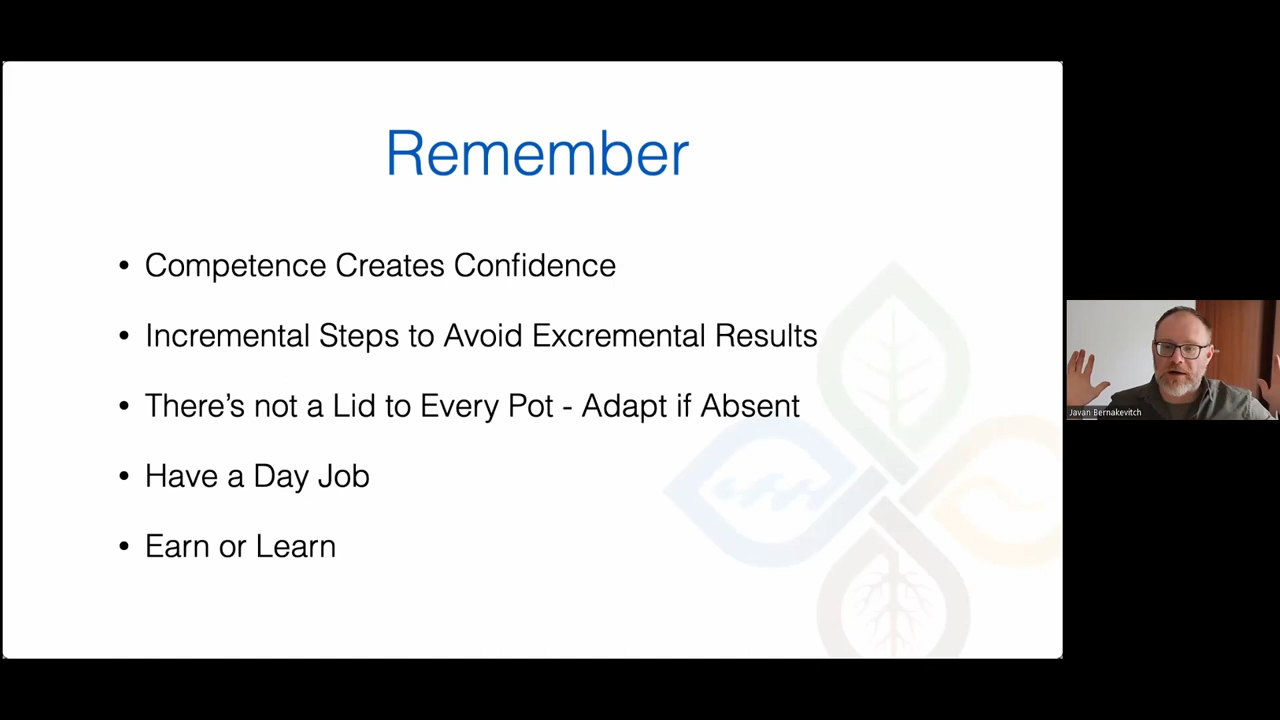 Remember
• Competence Creates Confidence
• Incremental Steps to Avoid Excremental Results
• There’s not a Lid to Every Pot - Adapt if Absent
• Have a Day Job
• Earn or Learn
Javan Bernakevitch